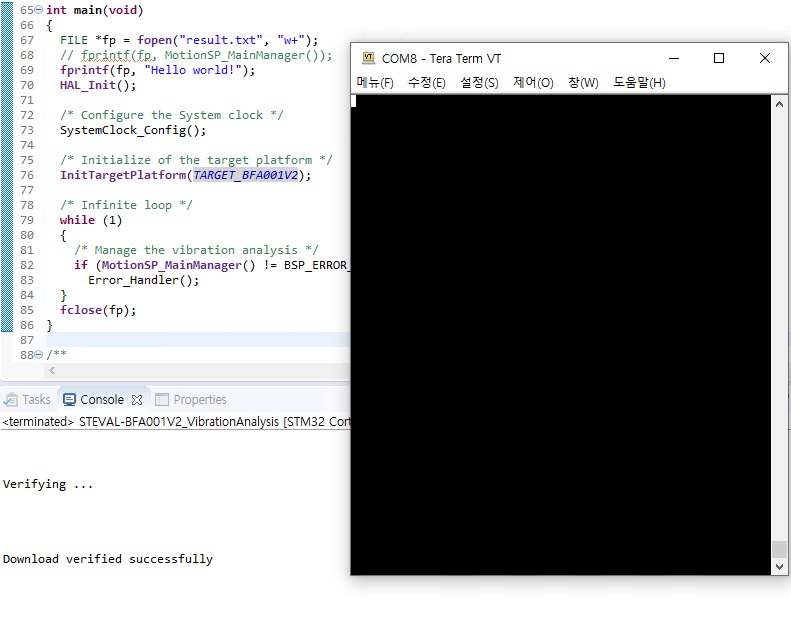 65 int main(void)
66 {
67 FILE *fp = fopen("result.txt", "w+");
68 // fprintf(fp, MotionSP_MainManager());
69 fprintf(fp, "Hello world!");
70 HAL_Init();
71
72 /* Configure the System clock */
73 SystemClock_Config();
74
75 /* Initialize of the target platform */
76 InitTargetPlatform(TARGET_BFA001V2);
77
78 /* Infinite loop */
79 while (1)
80 {
81 /* Manage the vibration analysis */
82 if (MotionSP_MainManager() != BSP_ERROR_
83 Error_Handler();
84 }
85 fclose(fp);
86 }
87
88 /**
COM8 - Tera Term VT
메뉴(F) 수정(E) 설정(S) 제어(O) 창(W) 도움말(H)
Tasks Console Properties
<terminated> STEVAL-BFA001V2_VibrationAnalysis [STM32 Cort
Verifying ...
Download verified successfully